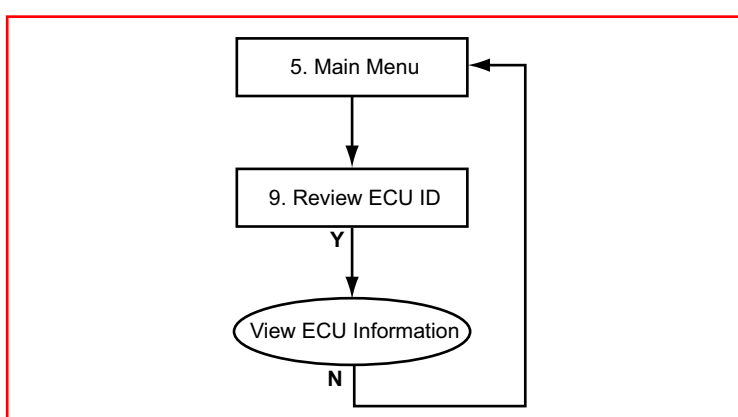 5. Main Menu
9. Review ECU ID
Y
View ECU Information
N